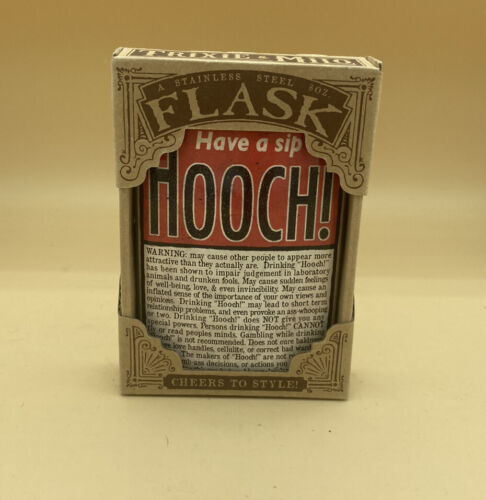 TRIXIE & MILO
A STAINLESS STEEL 8OZ.
FLASK
Have a sip
HOOCH!
WARNING: may cause other people to appear more
attractive than they actually are. Drinking "Hooch!"
has been shown to impair judgement in laboratory
animals and drunken fools. May cause sudden feelings
of well-being, love, & even invincibility. May cause an
inflated sense of the importance of your own views and
opinions. Drinking "Hooch!" may lead to short term
relationship problems, and even provoke an ass-whooping
or two. Drinking "Hooch!" does NOT give you any
special powers. Persons drinking "Hooch!" CANNOT
or read peoples minds. Gambling while drinking
Hooch!" is not recommended. Does not cure
love handles, cellulite, or correct bad
The makers of "Hooch!" are not
decisions, or actions you
CHEERS TO STYLE!